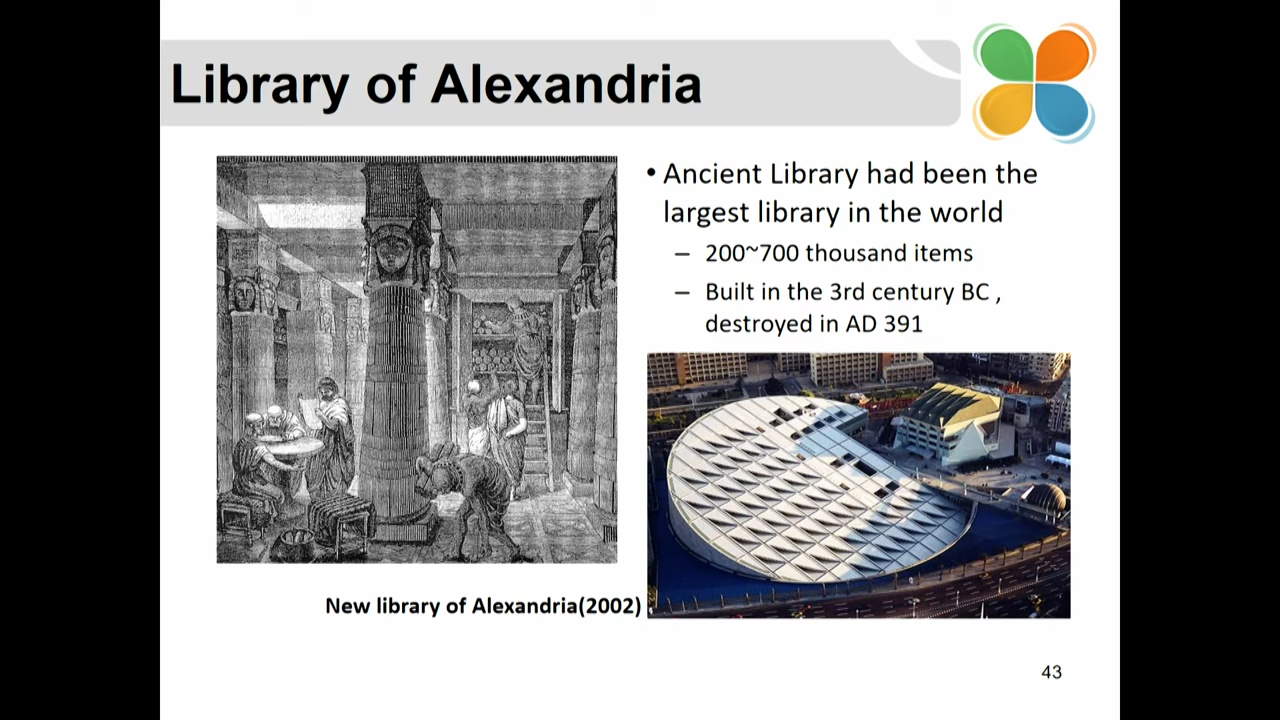 Library of Alexandria
• Ancient Library had been the
largest library in the world
– 200~700 thousand items
– Built in the 3rd century BC ,
destroyed in AD 391
New library of Alexandria(2002)
43